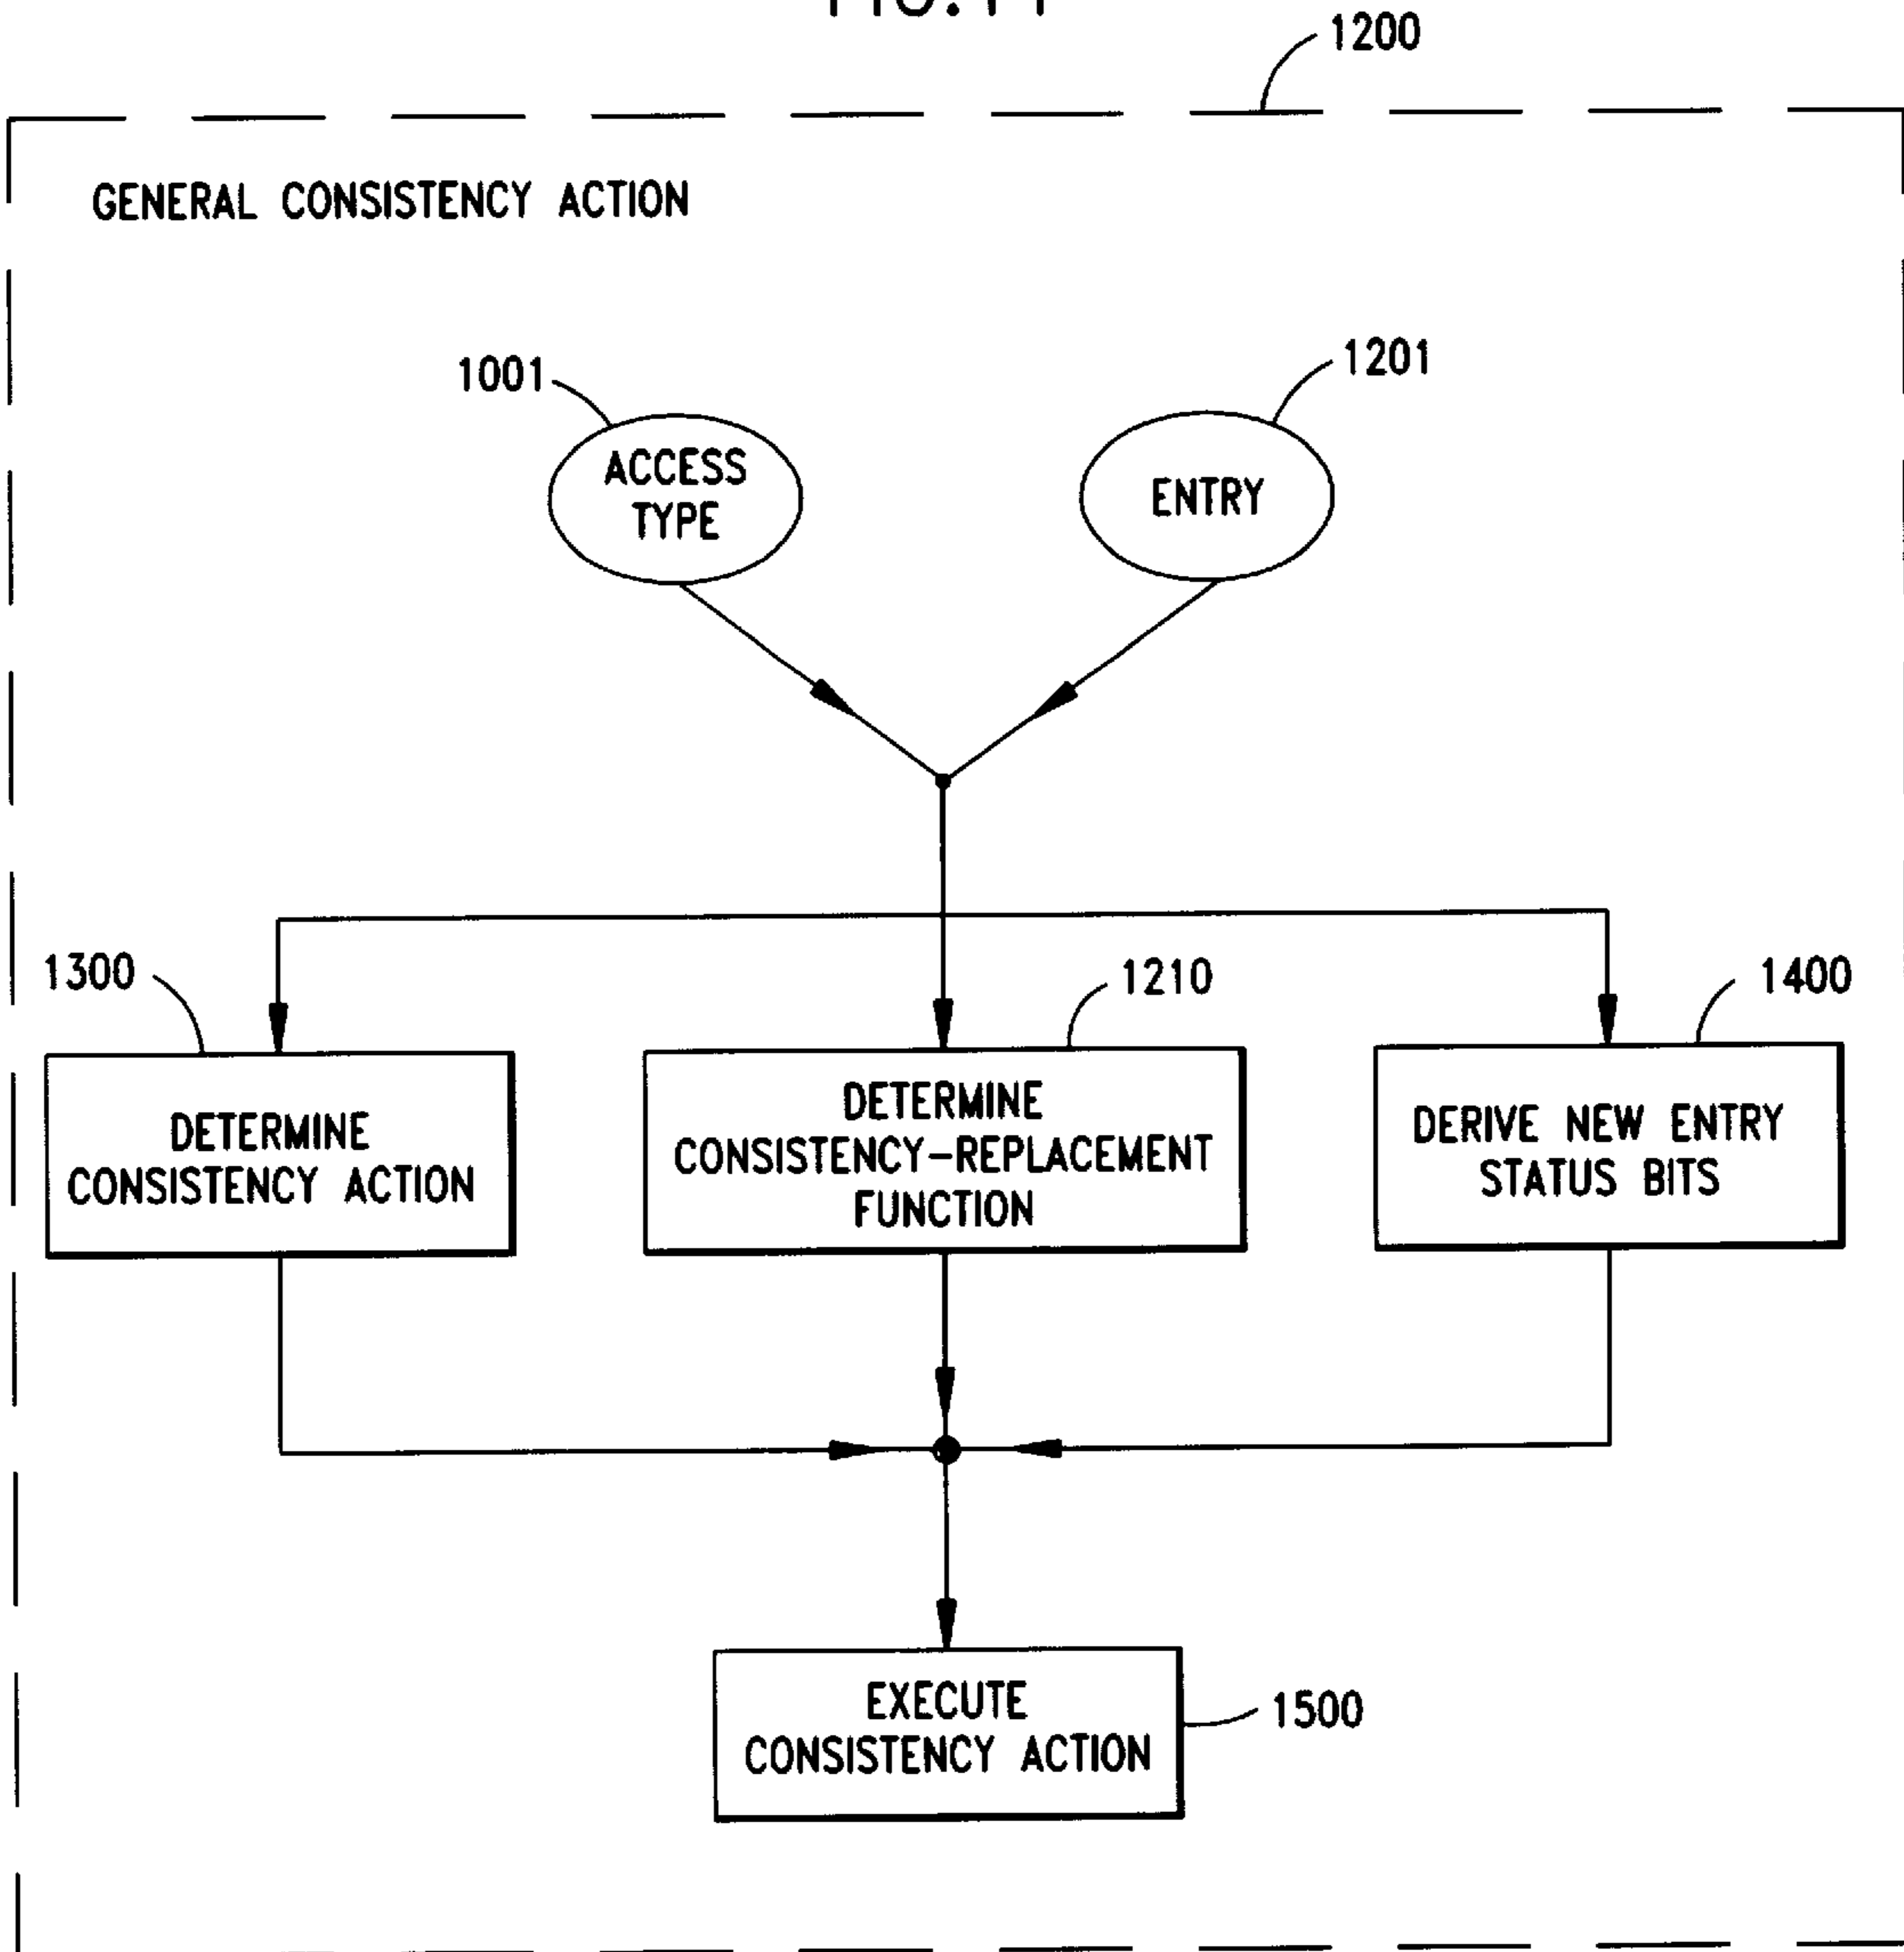 1200
GENERAL CONSISTENCY ACTION
1001
1201
ACCESS
TYPE
ENTRY
1300
1210
1400
DETERMINE
CONSISTENCY ACTION
DETERMINE
CONSISTENCY-REPLACEMENT
FUNCTION
DERIVE NEW ENTRY
STATUS BITS
EXECUTE
CONSISTENCY ACTION
1500